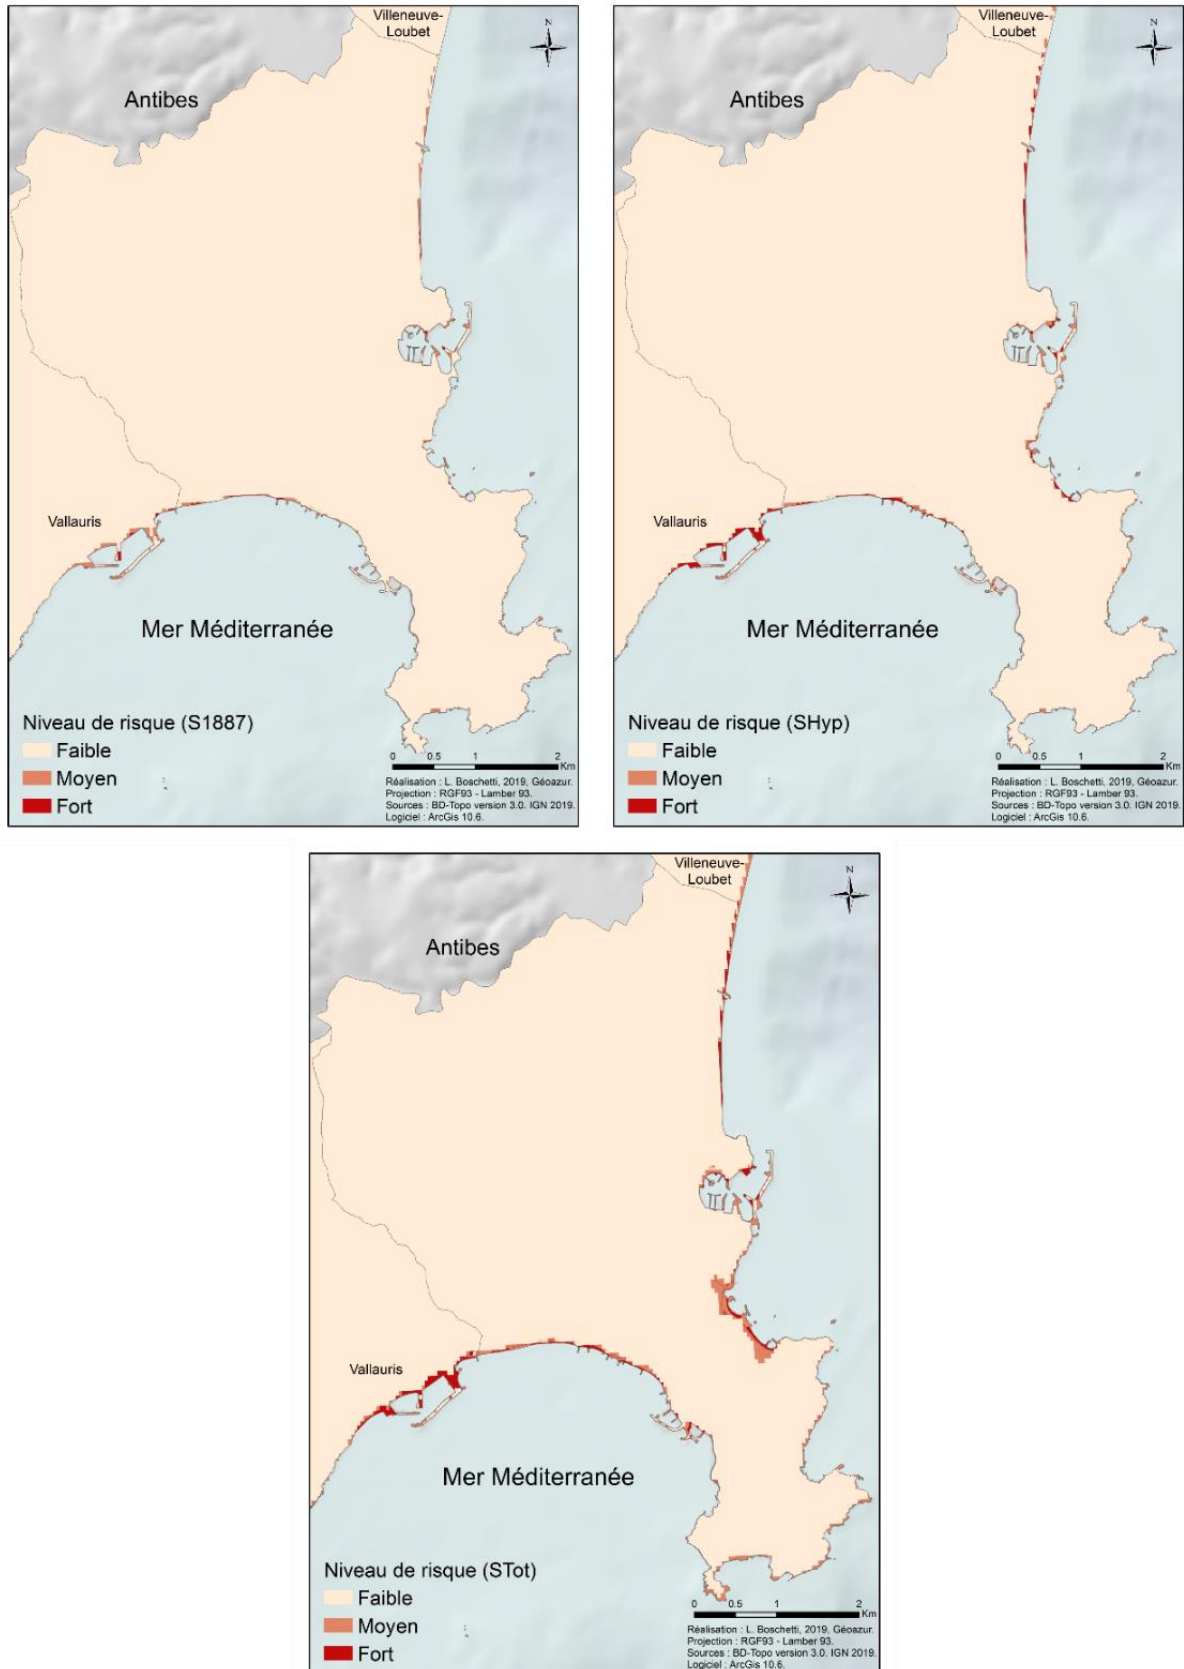 Villeneuve-
Loubet
N
Antibes
Vallauris
Mer Méditerranée
Niveau de risque (S1887)
Faible
Moyen
Fort
0 0.5 1 2
Km
Réalisation : L. Boschetti, 2019, Géoazur.
Projection : RGF93 - Lamber 93.
Sources : BD-Topo version 3.0. IGN 2019.
Logiciel : ArcGis 10.6.
Villeneuve-
Loubet
N
Antibes
Vallauris
Mer Méditerranée
Niveau de risque (SHyp)
Faible
Moyen
Fort
0 0.5 1 2
Km
Réalisation : L. Boschetti, 2019, Géoazur.
Projection : RGF93 - Lamber 93.
Sources : BD-Topo version 3.0. IGN 2019.
Logiciel : ArcGis 10.6.
Villeneuve-
Loubet
N
Antibes
Vallauris
Mer Méditerranée
Niveau de risque (STot)
Faible
Moyen
Fort
0 0.5 1 2
Km
Réalisation : L. Boschetti, 2019, Géoazur.
Projection : RGF93 - Lamber 93.
Sources : BD-Topo version 3.0. IGN 2019.
Logiciel : ArcGis 10.6.